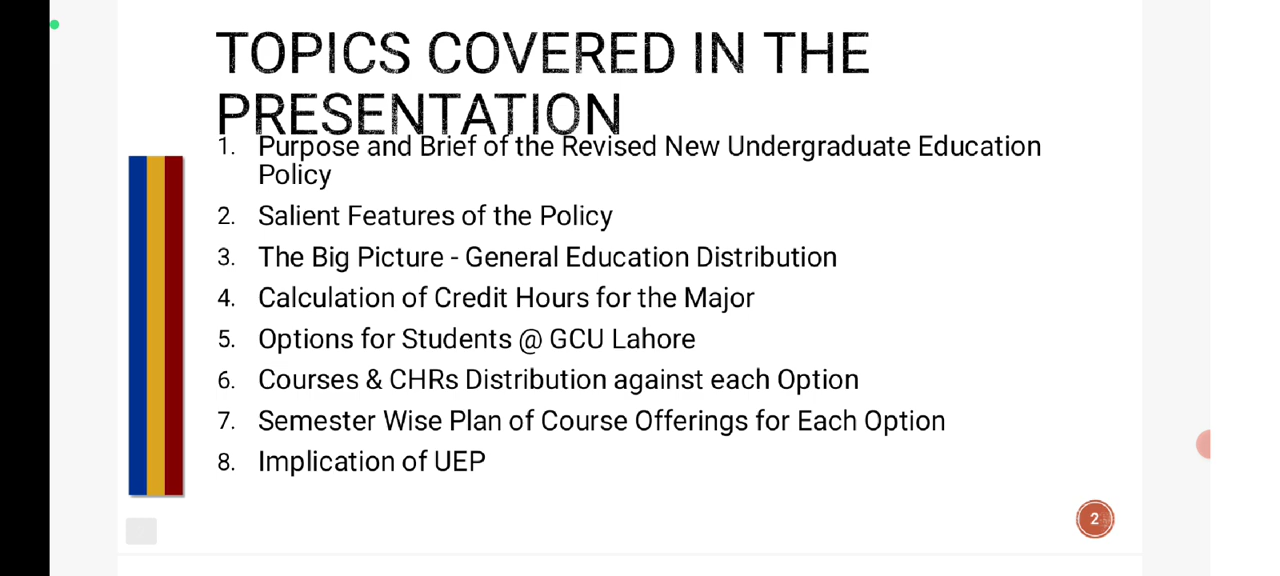 TOPICS COVERED IN THE
PRESENTATION
1. Purpose and Brief of the Revised New Undergraduate Education
Policy
2. Salient Features of the Policy
3. The Big Picture - General Education Distribution
4. Calculation of Credit Hours for the Major
5. Options for Students @ GCU Lahore
6. Courses & CHRs Distribution against each Option
7. Semester Wise Plan of Course Offerings for Each Option
8. Implication of UEP
2